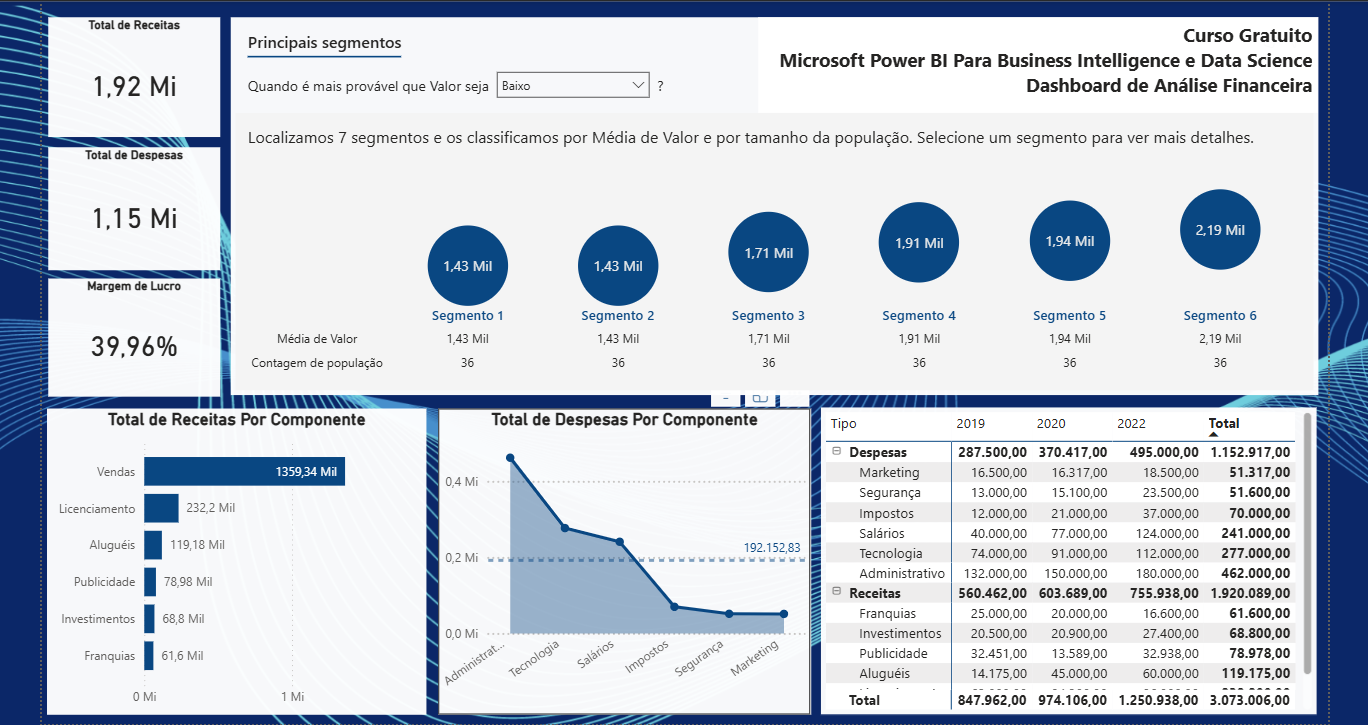 Total de Receitas
1,92 Mi
Total de Despesas
1,15 Mi
Margem de Lucro
39,96%
Principais segmentos
Quando é mais provável que Valor seja Baixo ?
Curso Gratuito
Microsoft Power BI Para Business Intelligence e Data Science
Dashboard de Análise Financeira
Localizamos 7 segmentos e os classificamos por Média de Valor e por tamanho da população. Selecione um segmento para ver mais detalhes.
1,43 Mil 1,43 Mil 1,71 Mil 1,91 Mil 1,94 Mil 2,19 Mil
Segmento 1 Segmento 2 Segmento 3 Segmento 4 Segmento 5 Segmento 6
Média de Valor 1,43 Mil 1,43 Mil 1,71 Mil 1,91 Mil 1,94 Mil 2,19 Mil
Contagem de população 36 36 36 36 36 36
Total de Receitas Por Componente
Vendas 1359,34 Mil
Licenciamento 232,2 Mil
Aluguéis 119,18 Mil
Publicidade 78,98 Mil
Investimentos 68,8 Mil
Franquias 61,6 Mil
0 Mi 1 Mi
Total de Despesas Por Componente
0,4 Mi
192.152,83
0,2 Mi
0,0 Mi
Administrat... Tecnologia Salários Impostos Segurança Marketing
Tipo 2019 2020 2022 Total
Despesas 287.500,00 370.417,00 495.000,00 1.152.917,00
Marketing 16.500,00 16.317,00 18.500,00 51.317,00
Segurança 13.000,00 15.100,00 23.500,00 51.600,00
Impostos 12.000,00 21.000,00 37.000,00 70.000,00
Salários 40.000,00 77.000,00 124.000,00 241.000,00
Tecnologia 74.000,00 91.000,00 112.000,00 277.000,00
Administrativo 132.000,00 150.000,00 180.000,00 462.000,00
Receitas 560.462,00 603.689,00 755.938,00 1.920.089,00
Franquias 25.000,00 20.000,00 16.600,00 61.600,00
Investimentos 20.500,00 20.900,00 27.400,00 68.800,00
Publicidade 32.451,00 13.589,00 32.938,00 78.978,00
Aluguéis 14.175,00 45.000,00 60.000,00 119.175,00
Total 847.962,00 974.106,00 1.250.938,00 3.073.006,00